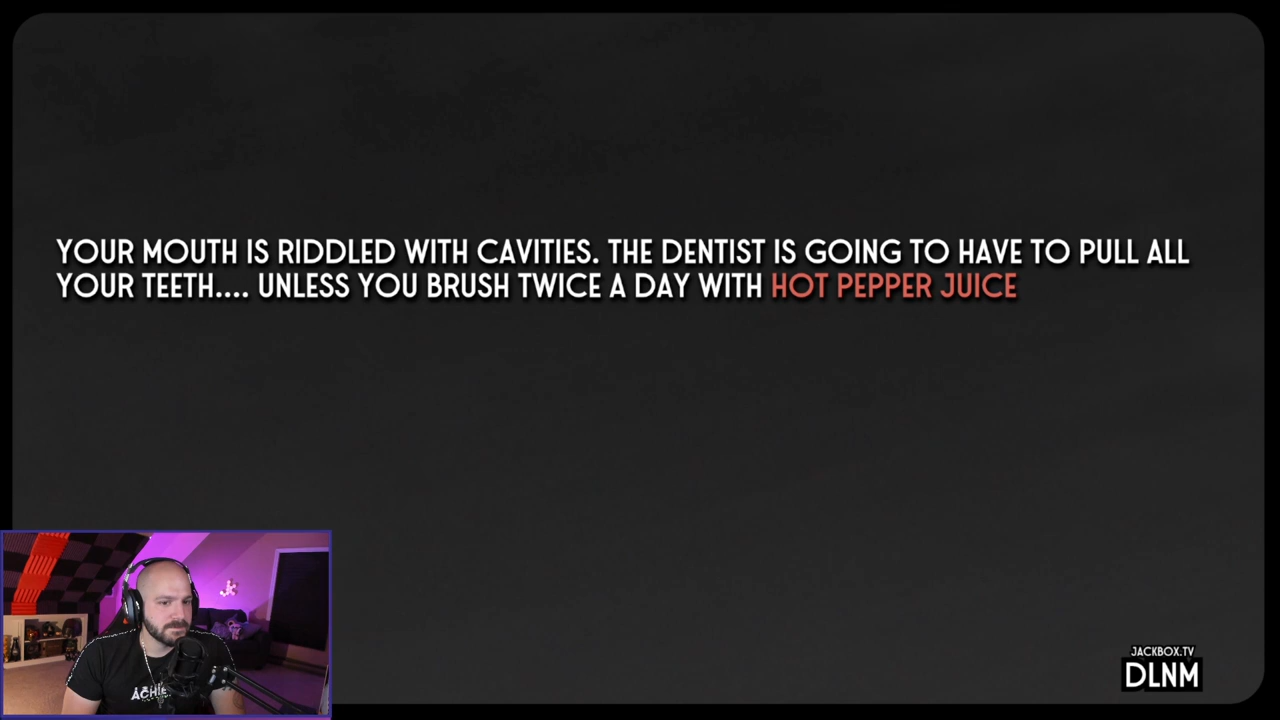 YOUR MOUTH IS RIDDLED WITH CAVITIES. THE DENTIST IS GOING TO HAVE TO PULL ALL
YOUR TEETH.... UNLESS YOU BRUSH TWICE A DAY WITH HOT PEPPER JUICE
JACKBOX.TV
DLNM